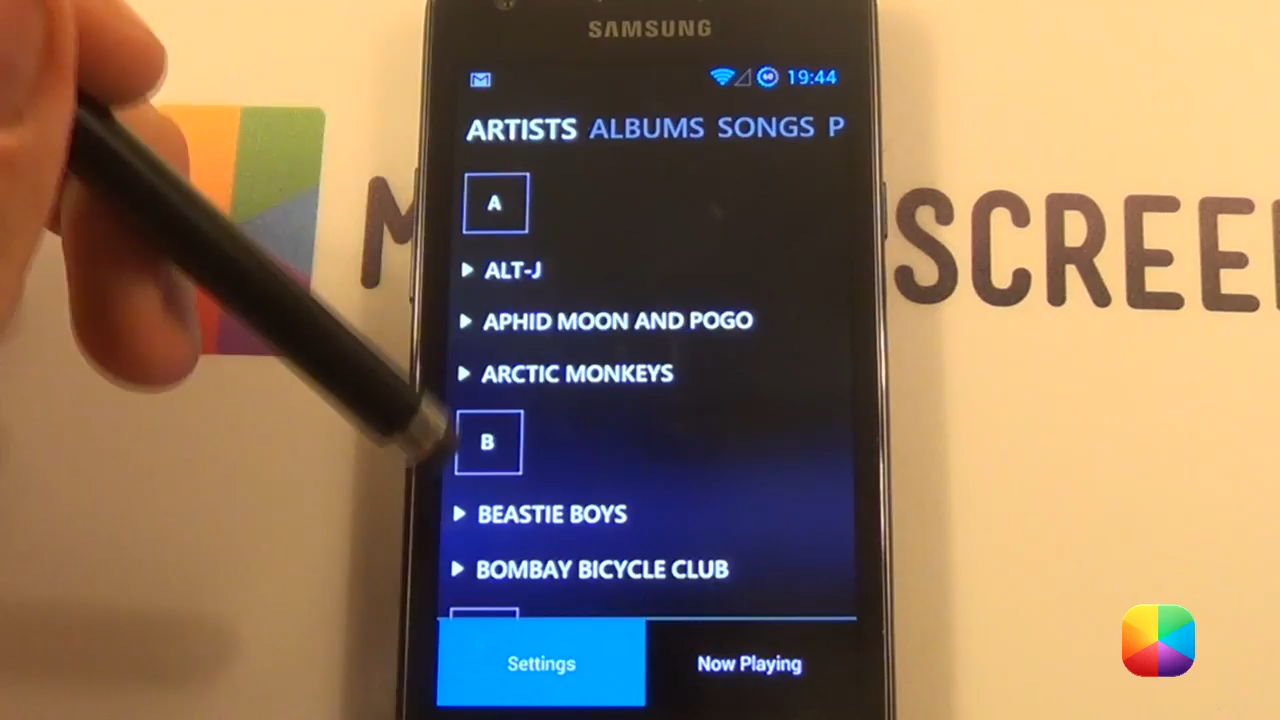 SAMSUNG
19:44
ARTISTS ALBUMS SONGS P
A
ALT-J
APHID MOON AND POGO
ARCTIC MONKEYS
B
BEASTIE BOYS
BOMBAY BICYCLE CLUB
Settings Now Playing
M SCREE